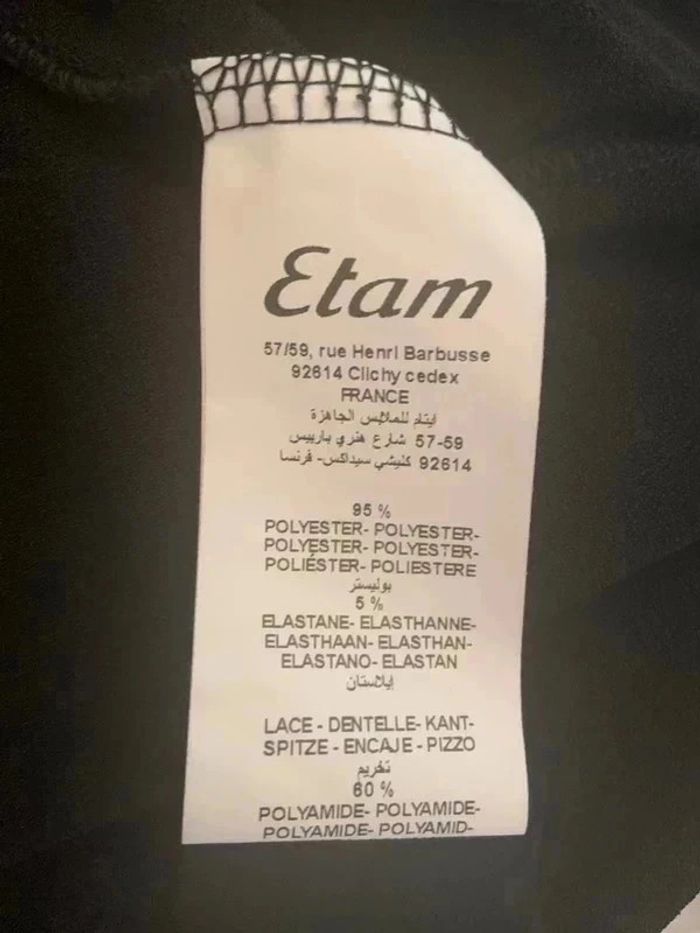 Etam
57/59, rue Henri Barbusse
92614 Clichy cedex
FRANCE
ايتام للملابس الجاهزة
57-59 شارع هنري باربيس
92614 كليشي سيداكس- فرنسا
95 %
POLYESTER- POLYESTER-
POLYESTER- POLYESTER-
POLIÉSTER- POLIESTERE
بوليستر
5 %
ELASTANE- ELASTHANNE-
ELASTHAAN- ELASTHAN-
ELASTANO- ELASTAN
إيلاستان
LACE - DENTELLE- KANT-
SPITZE - ENCAJE - PIZZO
تخريم
60 %
POLYAMIDE- POLYAMIDE-
POLYAMIDE- POLYAMID-